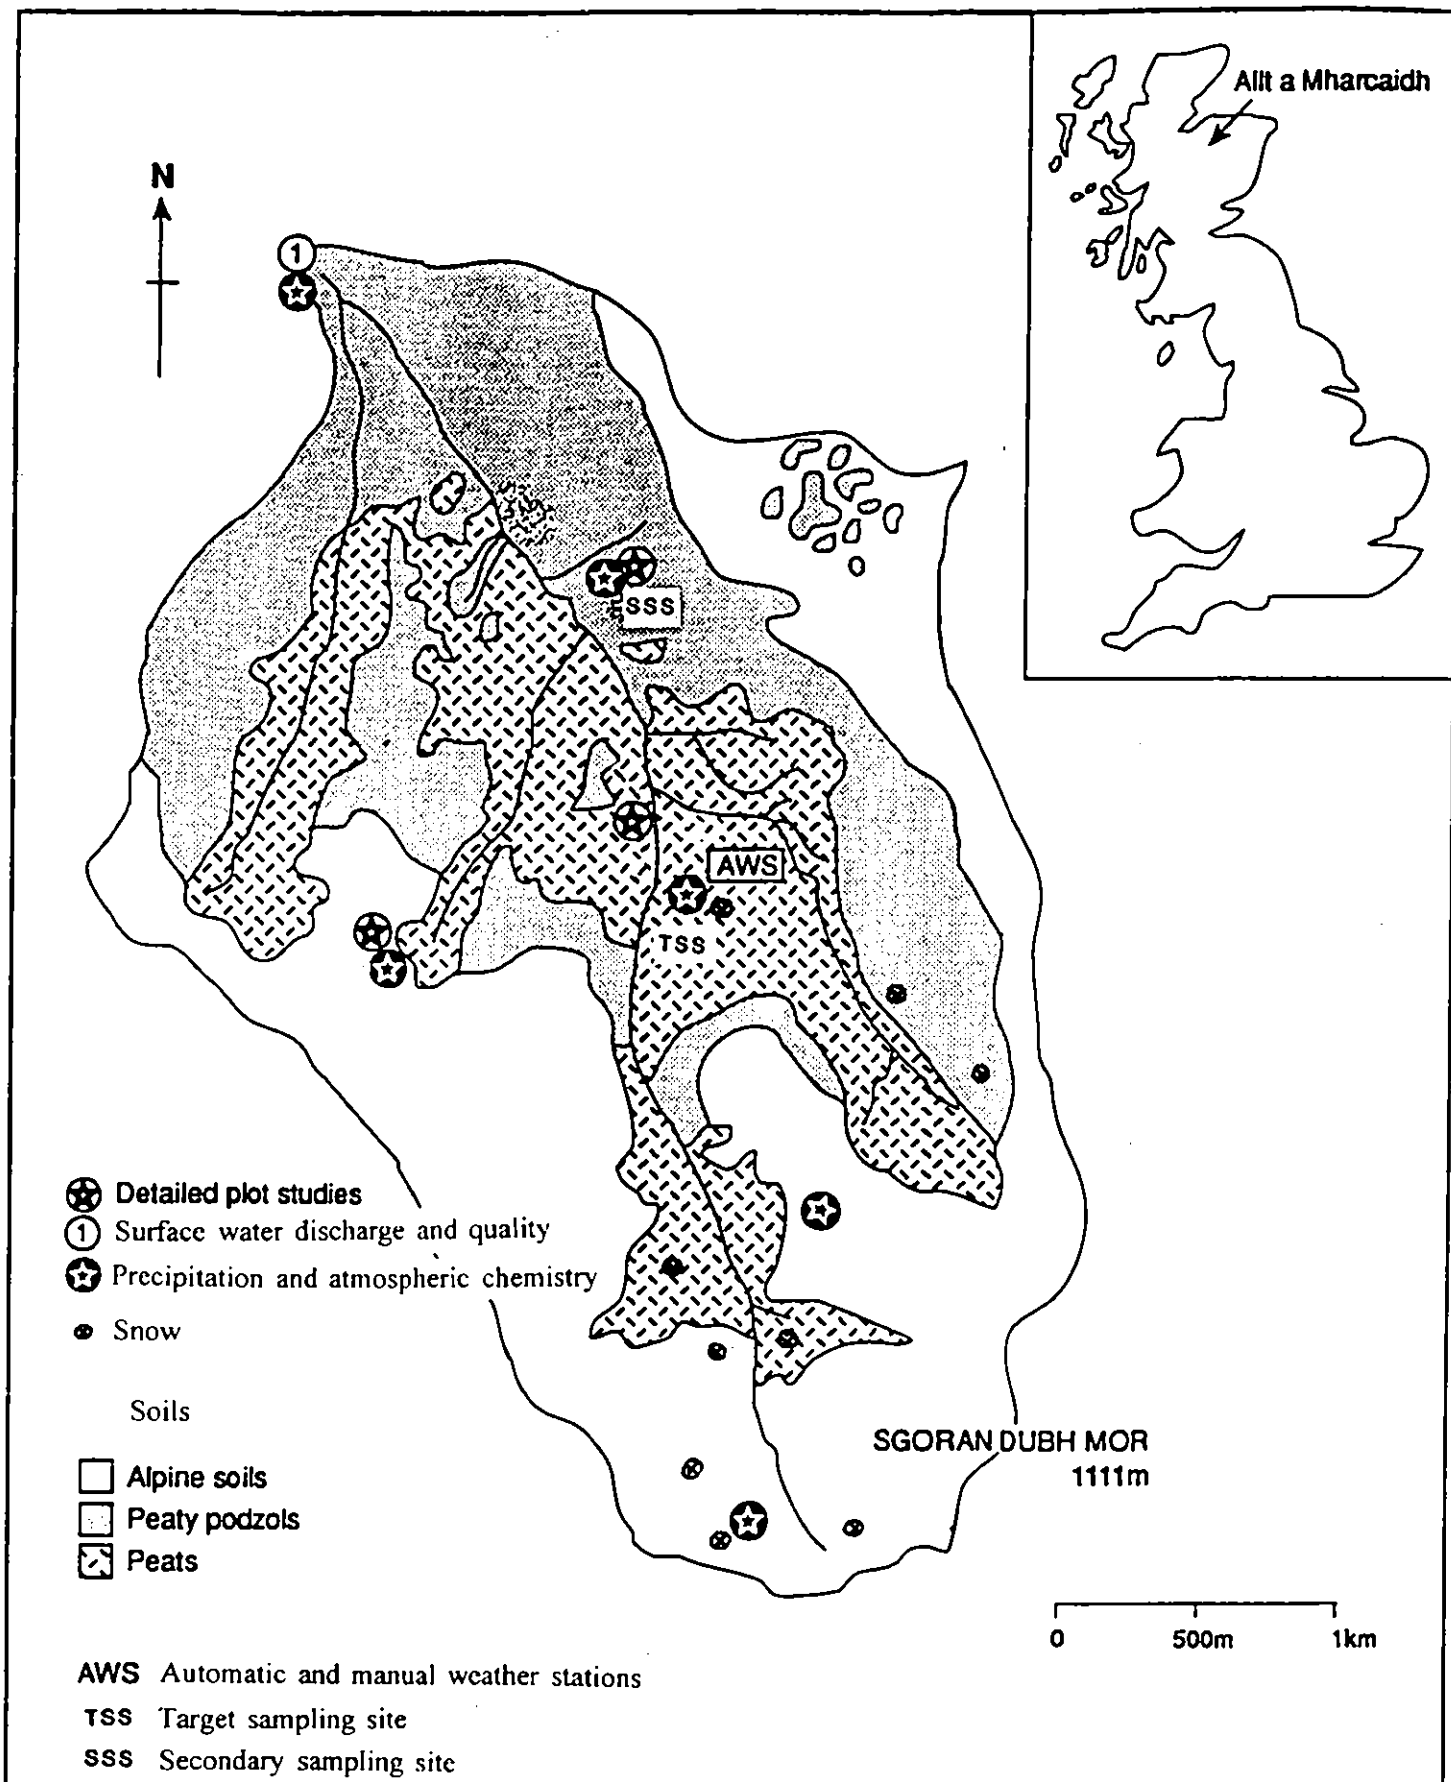 Allt a Mharcaidh
N
1
SSS
AWS
TSS
Detailed plot studies
1 Surface water discharge and quality
Precipitation and atmospheric chemistry
Snow
Soils
SGORAN DUBH MOR
1111m
Alpine soils
Peaty podzols
Peats
0 500m 1km
AWS Automatic and manual weather stations
TSS Target sampling site
SSS Secondary sampling site